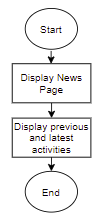 Start
Display News
Page
Display previous
and latest
activities
End